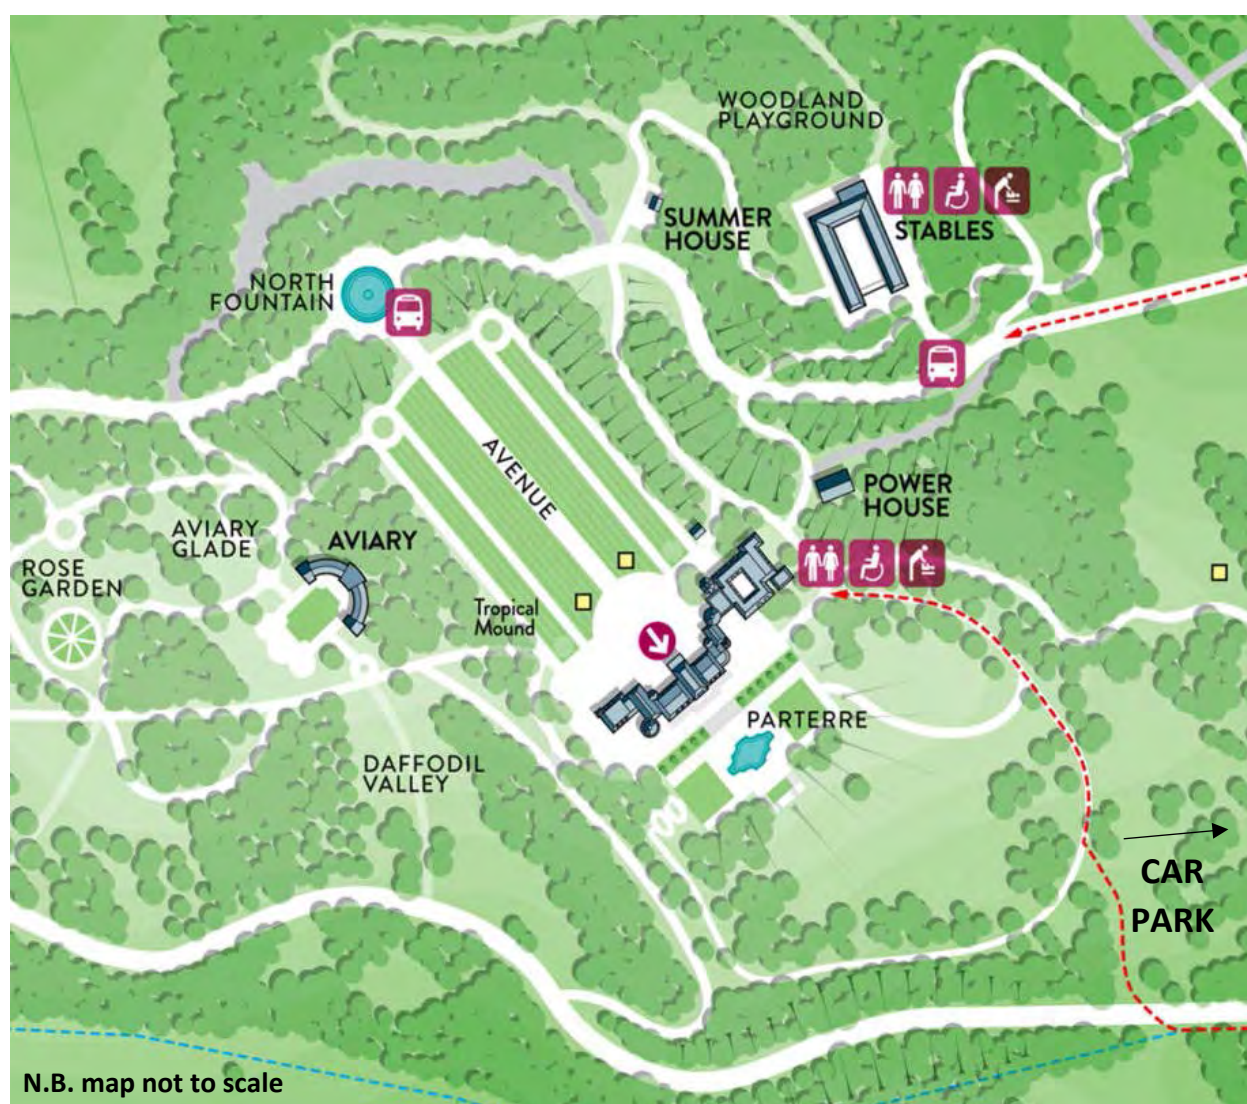 WOODLAND
PLAYGROUND
SUMMER
HOUSE
STABLES
NORTH
FOUNTAIN
AVENUE
POWER
HOUSE
AVIARY
GLADE
AVIARY
ROSE
GARDEN
Tropical
Mound
PARTERRE
DAFFODIL
VALLEY
CAR
PARK
N.B. map not to scale